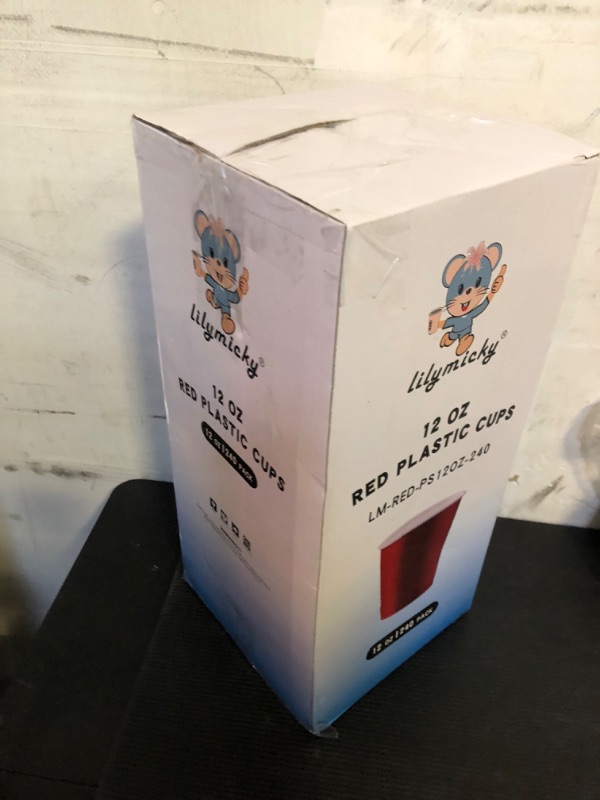 lilymicky®
12 OZ
RED PLASTIC CUPS
12 OZ | 240 PACK
lilymicky®
12 OZ
RED PLASTIC CUPS
LM-RED-PS12OZ-240
12 OZ | 240 PACK